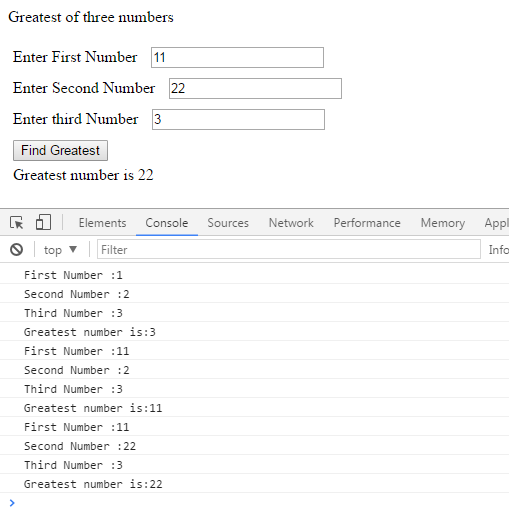 Greatest of three numbers
Enter First Number 11
Enter Second Number 22
Enter third Number 3
Find Greatest
Greatest number is 22
Elements Console Sources Network Performance Memory Appl
top ▼ Filter Info
First Number :1
Second Number :2
Third Number :3
Greatest number is:3
First Number :11
Second Number :2
Third Number :3
Greatest number is:11
First Number :11
Second Number :22
Third Number :3
Greatest number is:22